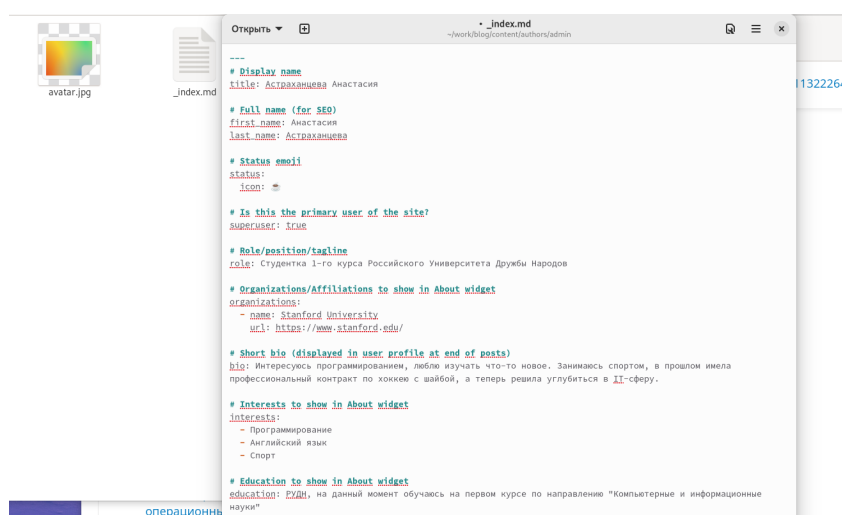 Открыть
• _index.md
~/work/blog/content/authors/admin
avatar.jpg
_index.md
---
# Display name
title: Астраханцева Анастасия
# Full name (for SEO)
first_name: Анастасия
last_name: Астраханцева
# Status emoji
status:
icon: ☕
# Is this the primary user of the site?
superuser: true
# Role/position/tagline
role: Студентка 1-го курса Российского Университета Дружбы Народов
# Organizations/Affiliations to show in About widget
organizations:
- name: Stanford University
url: https://www.stanford.edu/
# Short bio (displayed in user profile at end of posts)
bio: Интересуюсь программированием, люблю изучать что-то новое. Занимаюсь спортом, в прошлом имела
профессиональный контракт по хоккею с шайбой, а теперь решила углубиться в IT-сферу.
# Interests to show in About widget
interests:
- Программирование
- Английский язык
- Спорт
# Education to show in About widget
education: РУДН, на данный момент обучаюсь на первом курсе по направлению "Компьютерные и информационные
науки"
1132264